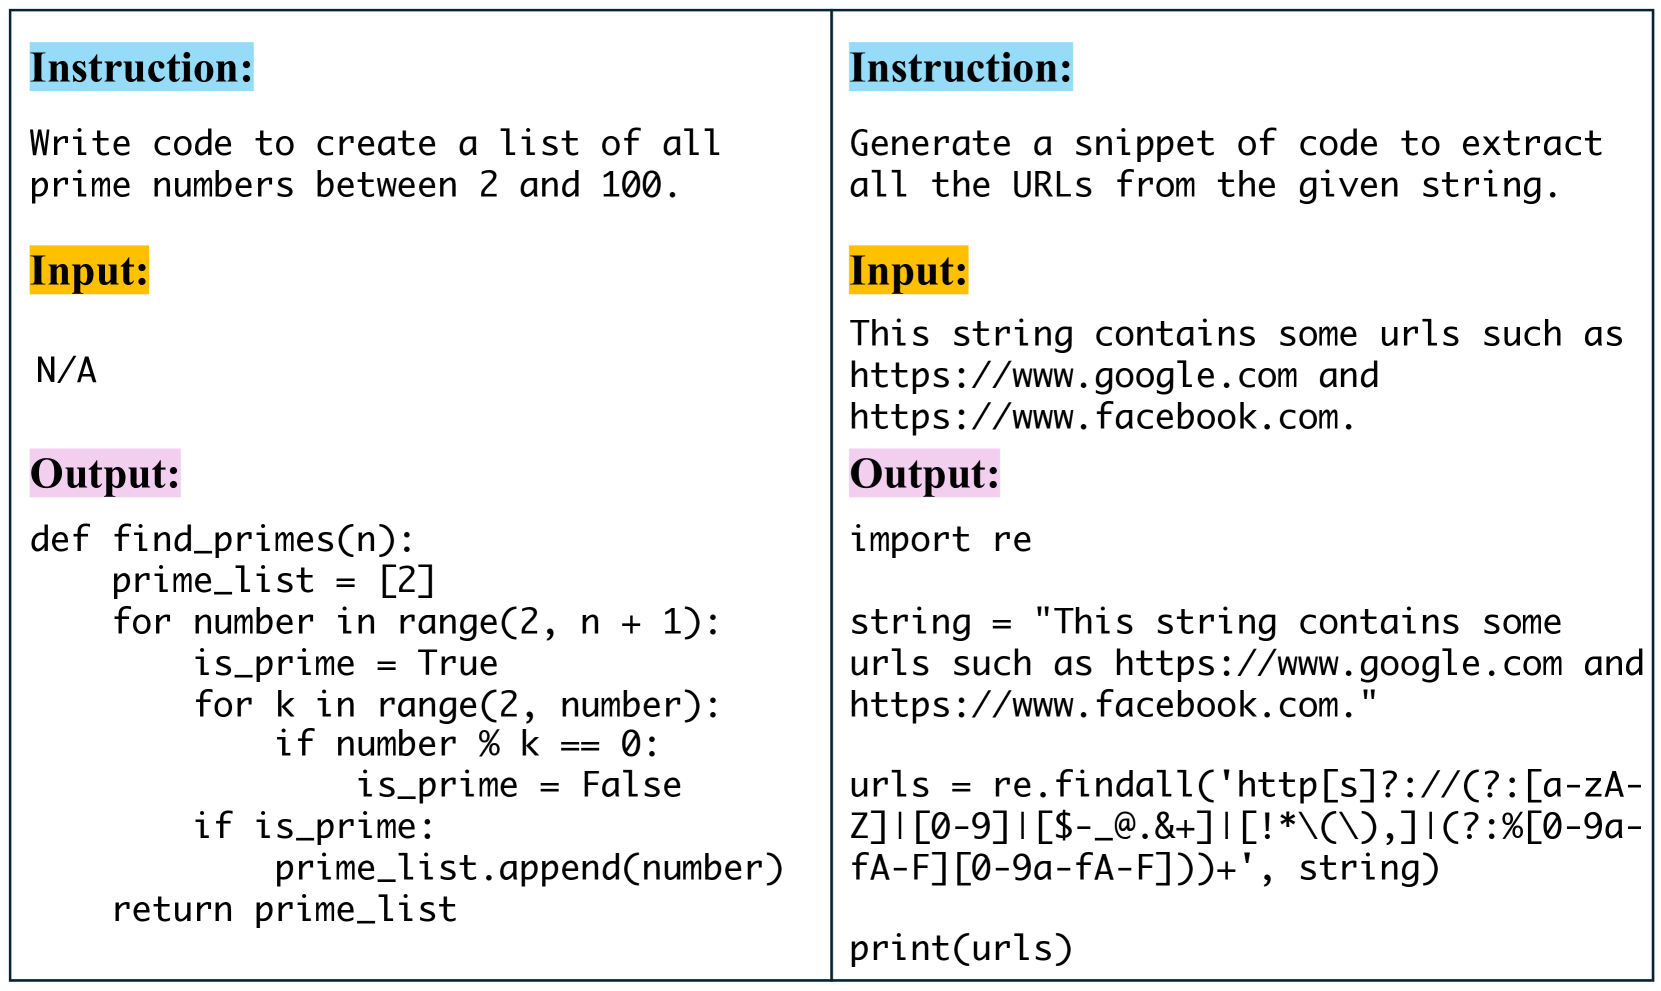 Instruction:
Write code to create a list of all
prime numbers between 2 and 100.
Input:
N/A
Output:
def find_primes(n):
    prime_list = [2]
    for number in range(2, n + 1):
        is_prime = True
        for k in range(2, number):
            if number % k == 0:
                is_prime = False
        if is_prime:
            prime_list.append(number)
    return prime_list
Instruction:
Generate a snippet of code to extract
all the URLs from the given string.
Input:
This string contains some urls such as
https://www.google.com and
https://www.facebook.com.
Output:
import re
string = "This string contains some
urls such as https://www.google.com and
https://www.facebook.com."
urls = re.findall('http[s]?://(?:[a-zA-
Z]|[0-9]|[$-_@.&+]|[!*\(\),]|(?:%[0-9a-
fA-F][0-9a-fA-F]))+', string)
print(urls)